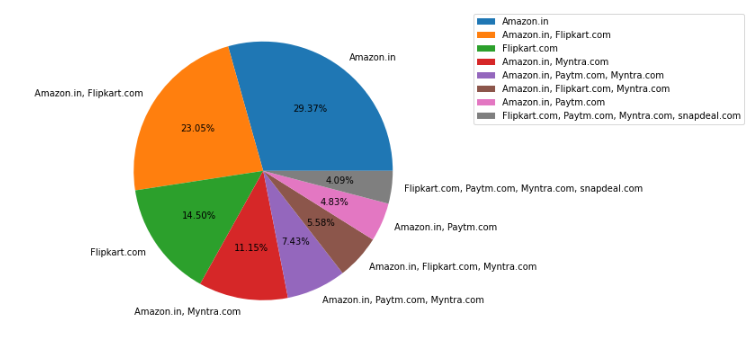 Amazon.in
Amazon.in, Flipkart.com
Flipkart.com
Amazon.in, Myntra.com
Amazon.in, Paytm.com, Myntra.com
Amazon.in, Flipkart.com, Myntra.com
Amazon.in, Paytm.com
Flipkart.com, Paytm.com, Myntra.com, snapdeal.com
Amazon.in
29.37%
Amazon.in, Flipkart.com
23.05%
Flipkart.com
14.50%
Amazon.in, Myntra.com
11.15%
Amazon.in, Paytm.com, Myntra.com
7.43%
Amazon.in, Flipkart.com, Myntra.com
5.58%
Amazon.in, Paytm.com
4.83%
Flipkart.com, Paytm.com, Myntra.com, snapdeal.com
4.09%